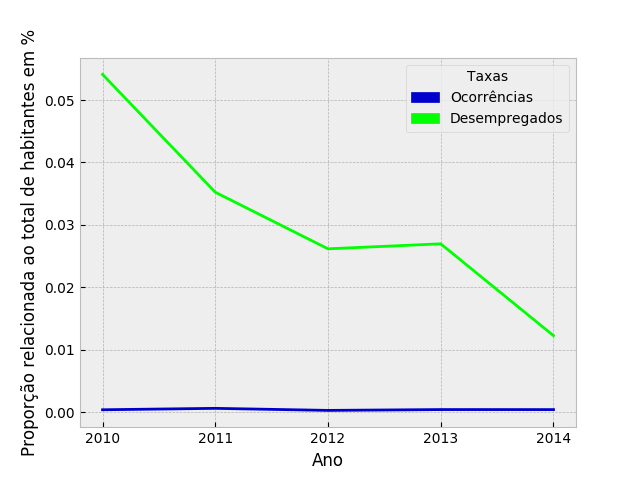 Proporção relacionada ao total de habitantes em %
Taxas
Ocorrências
Desempregados
0.05
0.04
0.03
0.02
0.01
0.00
2010 2011 2012 2013 2014
Ano